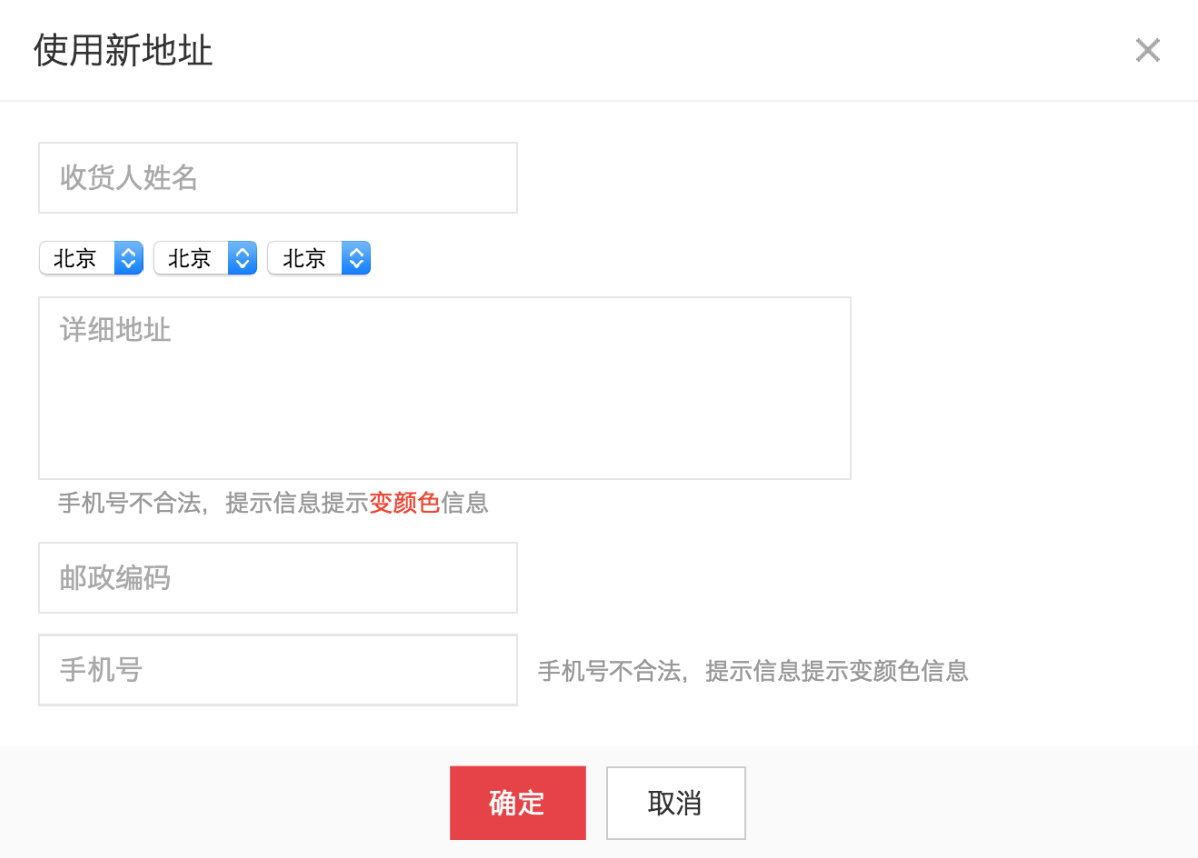 使用新地址
收货人姓名
北京 北京 北京
详细地址
手机号不合法，提示信息提示变颜色信息
邮政编码
手机号 手机号不合法，提示信息提示变颜色信息
确定 取消